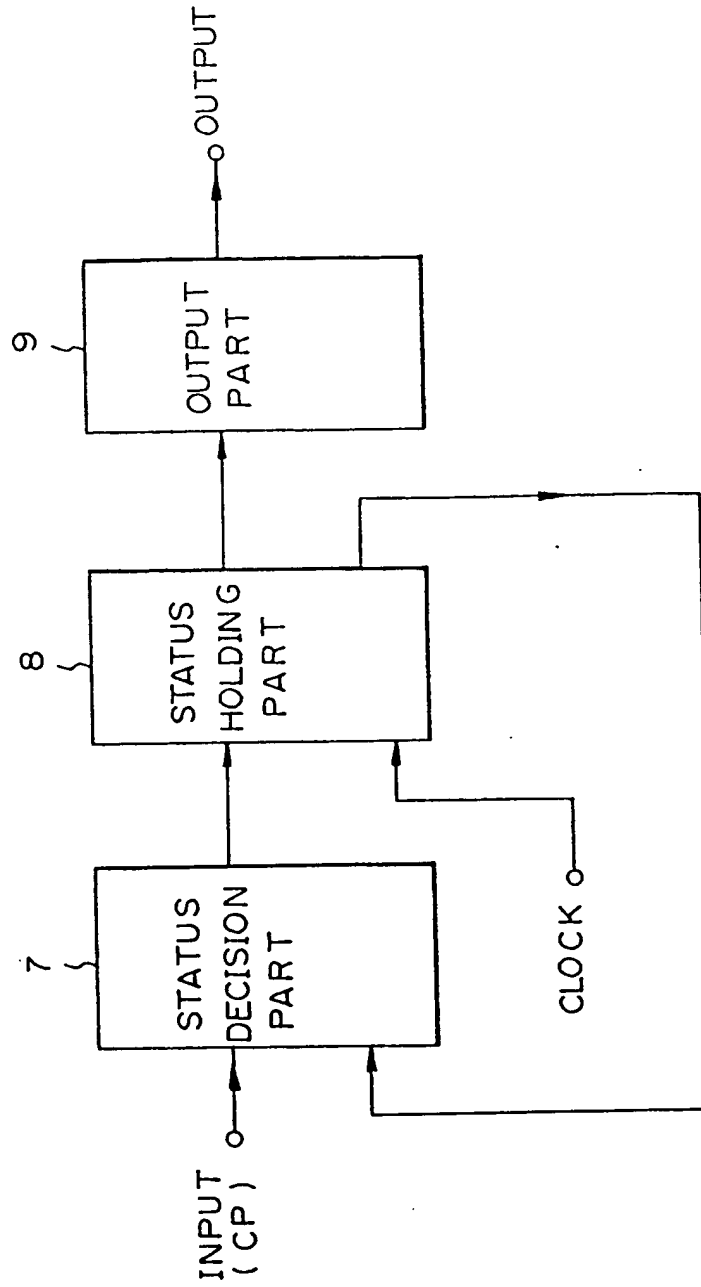 7
8
9
INPUT
(CP)
STATUS
DECISION
PART
STATUS
HOLDING
PART
OUTPUT
PART
OUTPUT
CLOCK